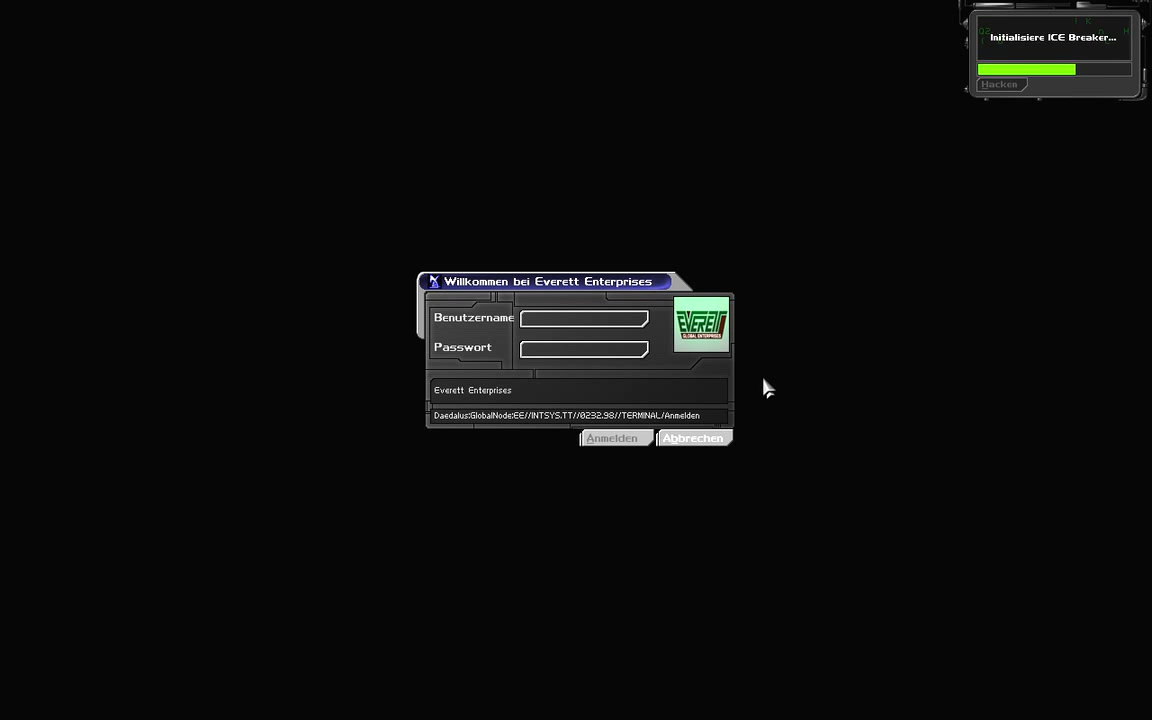 Initialisiere ICE Breaker...
Hacken
Willkommen bei Everett Enterprises
Benutzername
EVERETT
GLOBAL ENTERPRISES
Passwort
Everett Enterprises
Daedalus:GlobalNode:EE//INTSYS.TT//0232.98//TERMINAL/Anmelden
Anmelden
Abbrechen